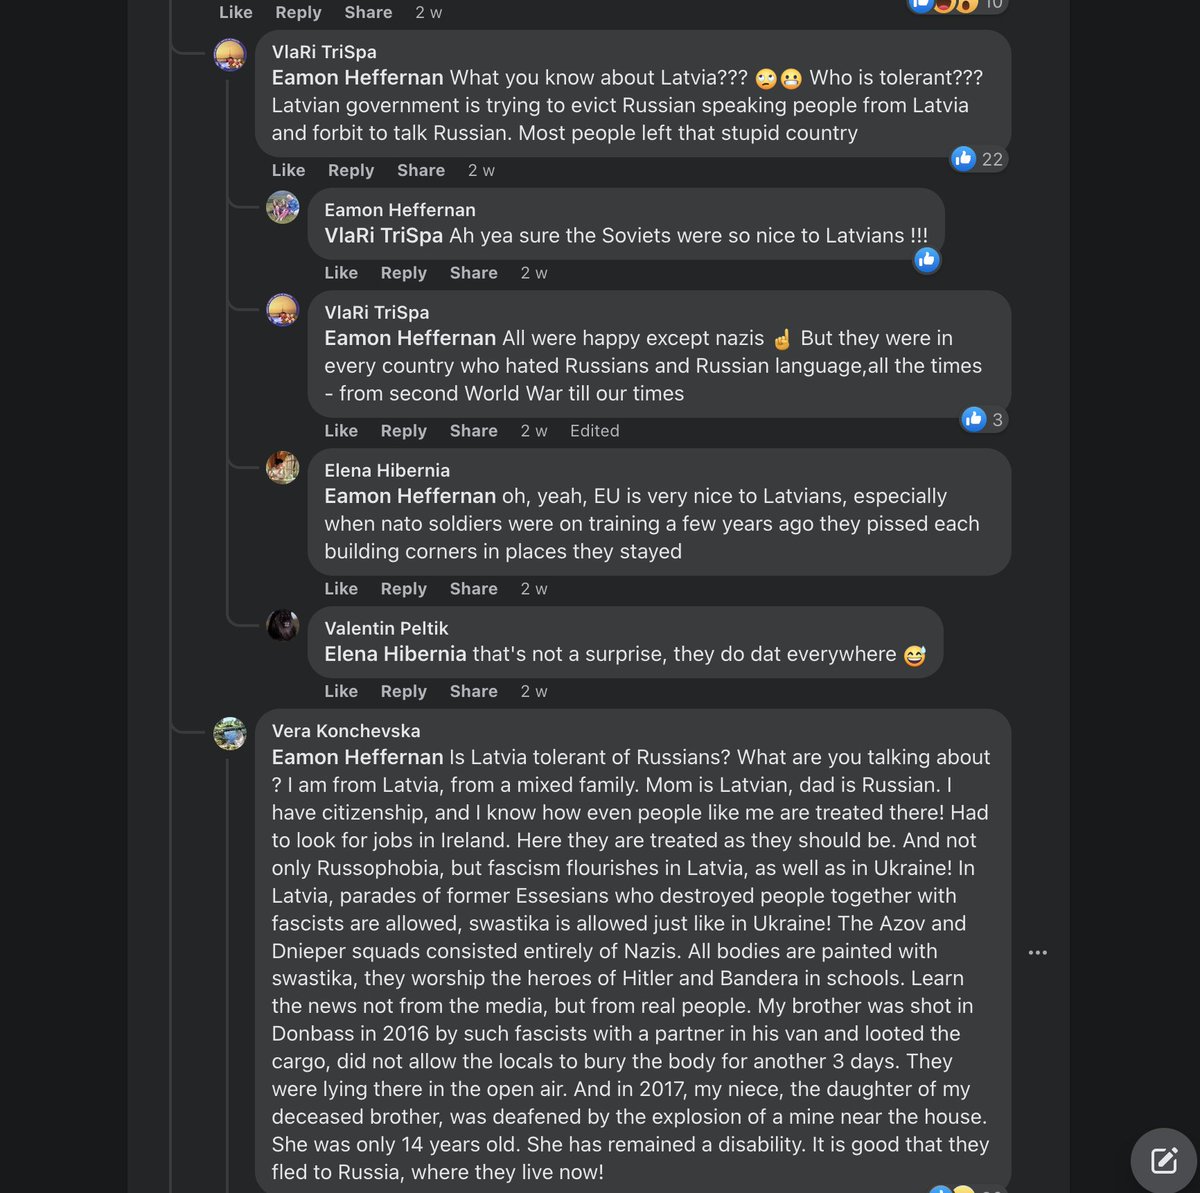 Like Reply Share 2 w
10
VlaRi TriSpa
Eamon Heffernan What you know about Latvia??? 🙄😬 Who is tolerant???
Latvian government is trying to evict Russian speaking people from Latvia
and forbit to talk Russian. Most people left that stupid country
22
Like Reply Share 2 w
Eamon Heffernan
VlaRi TriSpa Ah yea sure the Soviets were so nice to Latvians !!!
Like Reply Share 2 w
VlaRi TriSpa
Eamon Heffernan All were happy except nazis ☝️ But they were in
every country who hated Russians and Russian language,all the times
- from second World War till our times
3
Like Reply Share 2 w Edited
Elena Hibernia
Eamon Heffernan oh, yeah, EU is very nice to Latvians, especially
when nato soldiers were on training a few years ago they pissed each
building corners in places they stayed
Like Reply Share 2 w
Valentin Peltik
Elena Hibernia that's not a surprise, they do dat everywhere 😅
Like Reply Share 2 w
Vera Konchevska
Eamon Heffernan Is Latvia tolerant of Russians? What are you talking about
? I am from Latvia, from a mixed family. Mom is Latvian, dad is Russian. I
have citizenship, and I know how even people like me are treated there! Had
to look for jobs in Ireland. Here they are treated as they should be. And not
only Russophobia, but fascism flourishes in Latvia, as well as in Ukraine! In
Latvia, parades of former Essesians who destroyed people together with
fascists are allowed, swastika is allowed just like in Ukraine! The Azov and
Dnieper squads consisted entirely of Nazis. All bodies are painted with
swastika, they worship the heroes of Hitler and Bandera in schools. Learn
the news not from the media, but from real people. My brother was shot in
Donbass in 2016 by such fascists with a partner in his van and looted the
cargo, did not allow the locals to bury the body for another 3 days. They
were lying there in the open air. And in 2017, my niece, the daughter of my
deceased brother, was deafened by the explosion of a mine near the house.
She was only 14 years old. She has remained a disability. It is good that they
fled to Russia, where they live now!